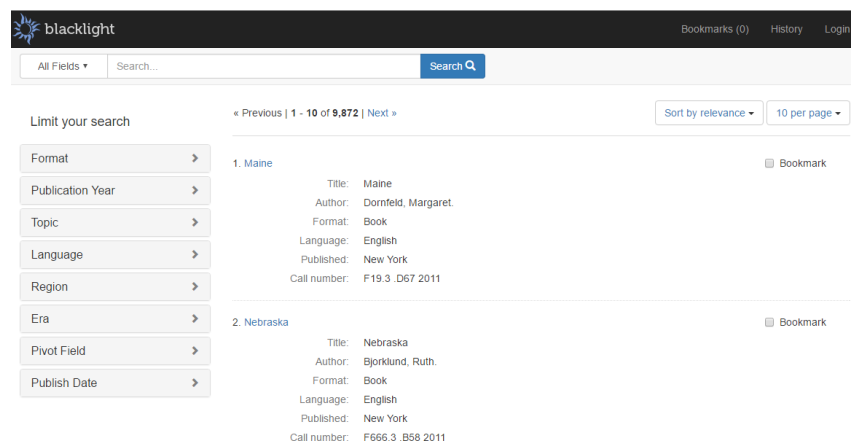 blacklight
Bookmarks (0) History Login
All Fields Search... Search
Limit your search
Format
Publication Year
Topic
Language
Region
Era
Pivot Field
Publish Date
« Previous | 1 - 10 of 9,872 | Next »
Sort by relevance 10 per page
1. Maine Bookmark
Title: Maine
Author: Dornfeld, Margaret.
Format: Book
Language: English
Published: New York
Call number: F19.3 .D67 2011
2. Nebraska Bookmark
Title: Nebraska
Author: Bjorklund, Ruth.
Format: Book
Language: English
Published: New York
Call number: F666.3 .B58 2011